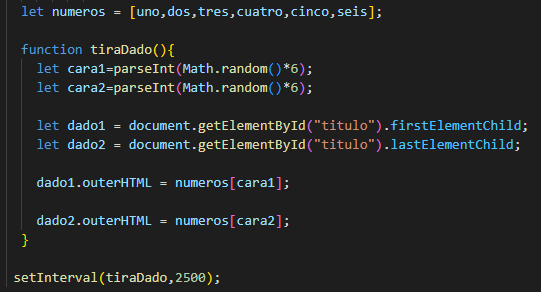 let numeros = [uno,dos,tres,cuatro,cinco,seis];
function tiraDado(){
let cara1=parseInt(Math.random()*6);
let cara2=parseInt(Math.random()*6);
let dado1 = document.getElementById("titulo").firstElementChild;
let dado2 = document.getElementById("titulo").lastElementChild;
dado1.outerHTML = numeros[cara1];
dado2.outerHTML = numeros[cara2];
}
setInterval(tiraDado,2500);